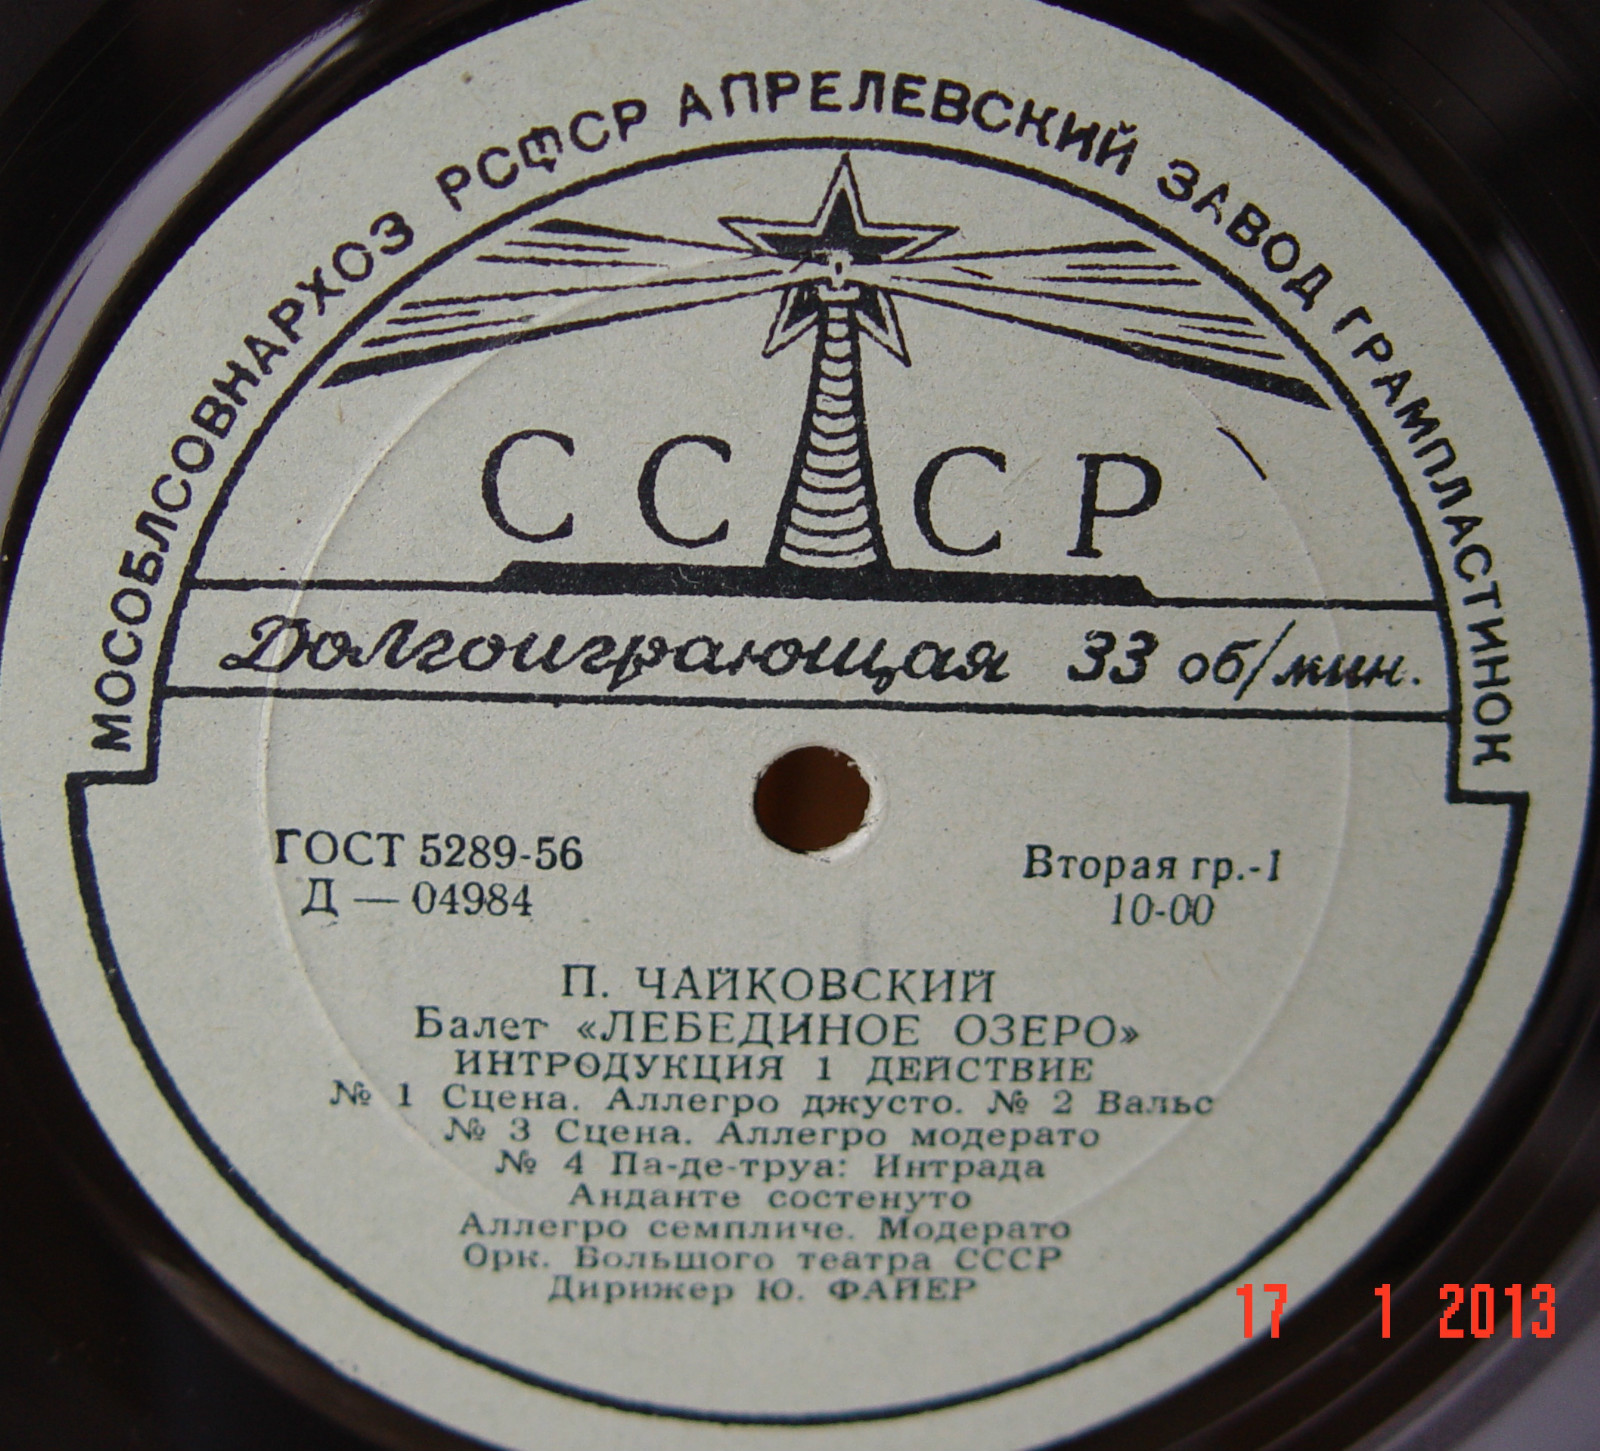 МОСОБЛСОВНАРХОЗ РСФСР АПРЕЛЕВСКИЙ ЗАВОД ГРАМПЛАСТИНОК
СССР
Долгоиграющая 33 об/мин.
ГОСТ 5289-56
Вторая гр.-1
Д — 04984
10-00
П. ЧАЙКОВСКИЙ
Балет «ЛЕБЕДИНОЕ ОЗЕРО»
ИНТРОДУКЦИЯ 1 ДЕЙСТВИЕ
№ 1 Сцена. Аллегро джусто. № 2 Вальс
№ 3 Сцена. Аллегро модерато
№ 4 Па-де-труа: Интрада
Анданте состенуто
Аллегро семпличе. Модерато
Орк. Большого театра СССР
Дирижер Ю. ФАЙЕР
17 1 2013